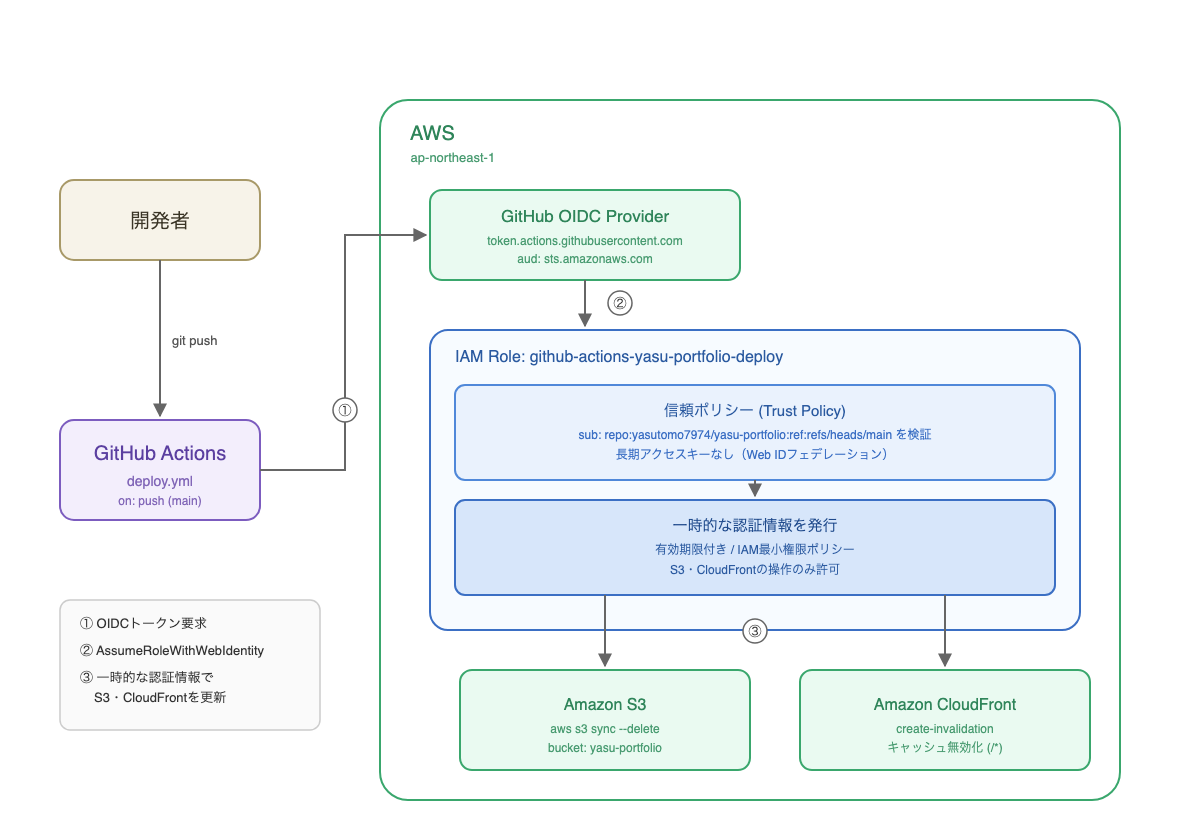 AWS
ap-northeast-1
開発者
git push
GitHub Actions
deploy.yml
on: push (main)
①
GitHub OIDC Provider
token.actions.githubusercontent.com
aud: sts.amazonaws.com
②
IAM Role: github-actions-yasu-portfolio-deploy
信頼ポリシー (Trust Policy)
sub: repo:yasutomo7974/yasu-portfolio:ref:refs/heads/main を検証
長期アクセスキーなし（Web IDフェデレーション）
一時的な認証情報を発行
有効期限付き / IAM最小権限ポリシー
S3・CloudFrontの操作のみ許可
③
Amazon S3
aws s3 sync --delete
bucket: yasu-portfolio
Amazon CloudFront
create-invalidation
キャッシュ無効化 (/*)
① OIDCトークン要求
② AssumeRoleWithWebIdentity
③ 一時的な認証情報で
S3・CloudFrontを更新